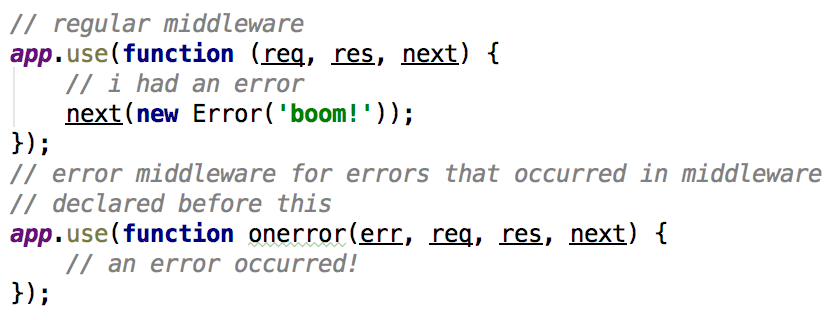 // regular middleware
app.use(function (req, res, next) {
    // i had an error
    next(new Error('boom!'));
});
// error middleware for errors that occurred in middleware
// declared before this
app.use(function onerror(err, req, res, next) {
    // an error occurred!
});